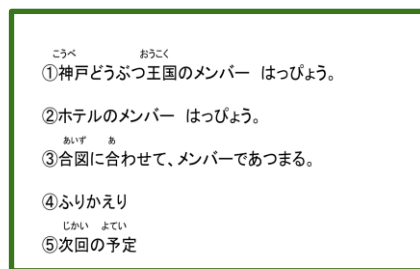 こうべ おうこく
①神戸どうぶつ王国のメンバー はっぴょう。
②ホテルのメンバー はっぴょう。
あいず あ
③合図に合わせて、メンバーであつまる。
④ふりかえり
じかい よてい
⑤次回の予定